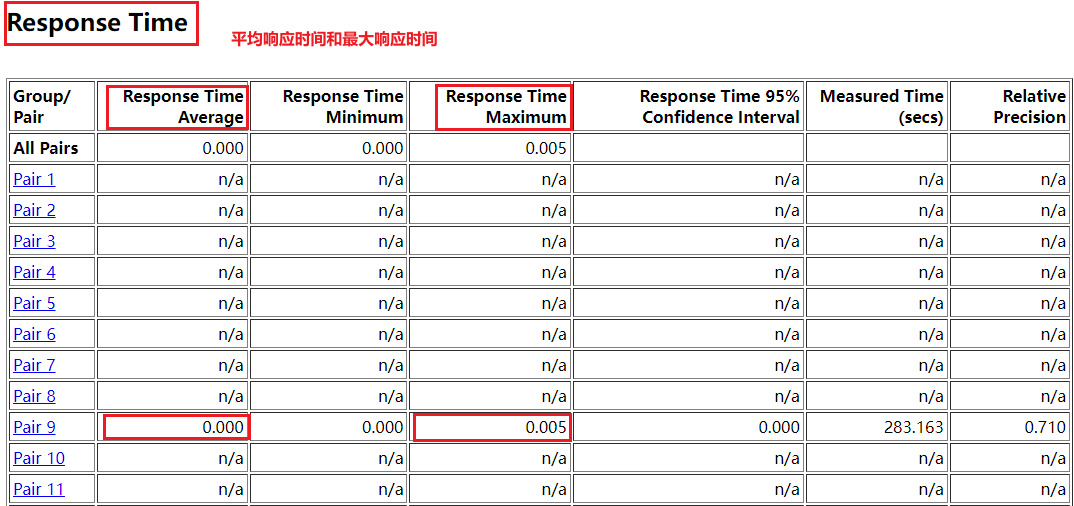 Response Time
平均响应时间和最大响应时间
Group/ Response Time Response Time Response Time Response Time 95% Measured Time Relative
Pair Average Minimum Maximum Confidence Interval (secs) Precision
All Pairs 0.000 0.000 0.005
Pair 1 n/a n/a n/a n/a n/a n/a
Pair 2 n/a n/a n/a n/a n/a n/a
Pair 3 n/a n/a n/a n/a n/a n/a
Pair 4 n/a n/a n/a n/a n/a n/a
Pair 5 n/a n/a n/a n/a n/a n/a
Pair 6 n/a n/a n/a n/a n/a n/a
Pair 7 n/a n/a n/a n/a n/a n/a
Pair 8 n/a n/a n/a n/a n/a n/a
Pair 9 0.000 0.000 0.005 0.000 283.163 0.710
Pair 10 n/a n/a n/a n/a n/a n/a
Pair 11 n/a n/a n/a n/a n/a n/a